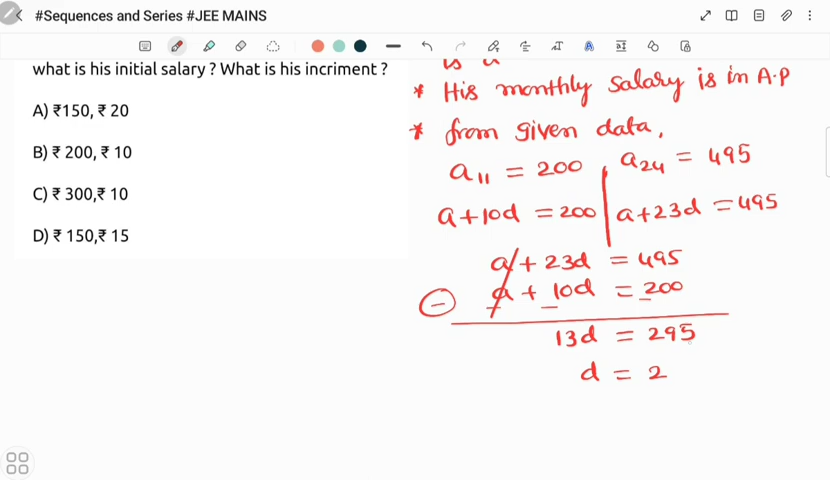 #Sequences and Series #JEE MAINS
what is his initial salary ? What is his incriment ?
A) ₹150, ₹ 20
B) ₹ 200, ₹ 10
C) ₹ 300,₹ 10
D) ₹ 150,₹ 15
is
* His monthly salary is in A.P
* from given data,
a₁₁ = 200 | a₂₄ = 495
a+10d = 200 | a+23d = 495
a + 23d = 495
⊖ a + 10d = 200
13d = 295
d = 2